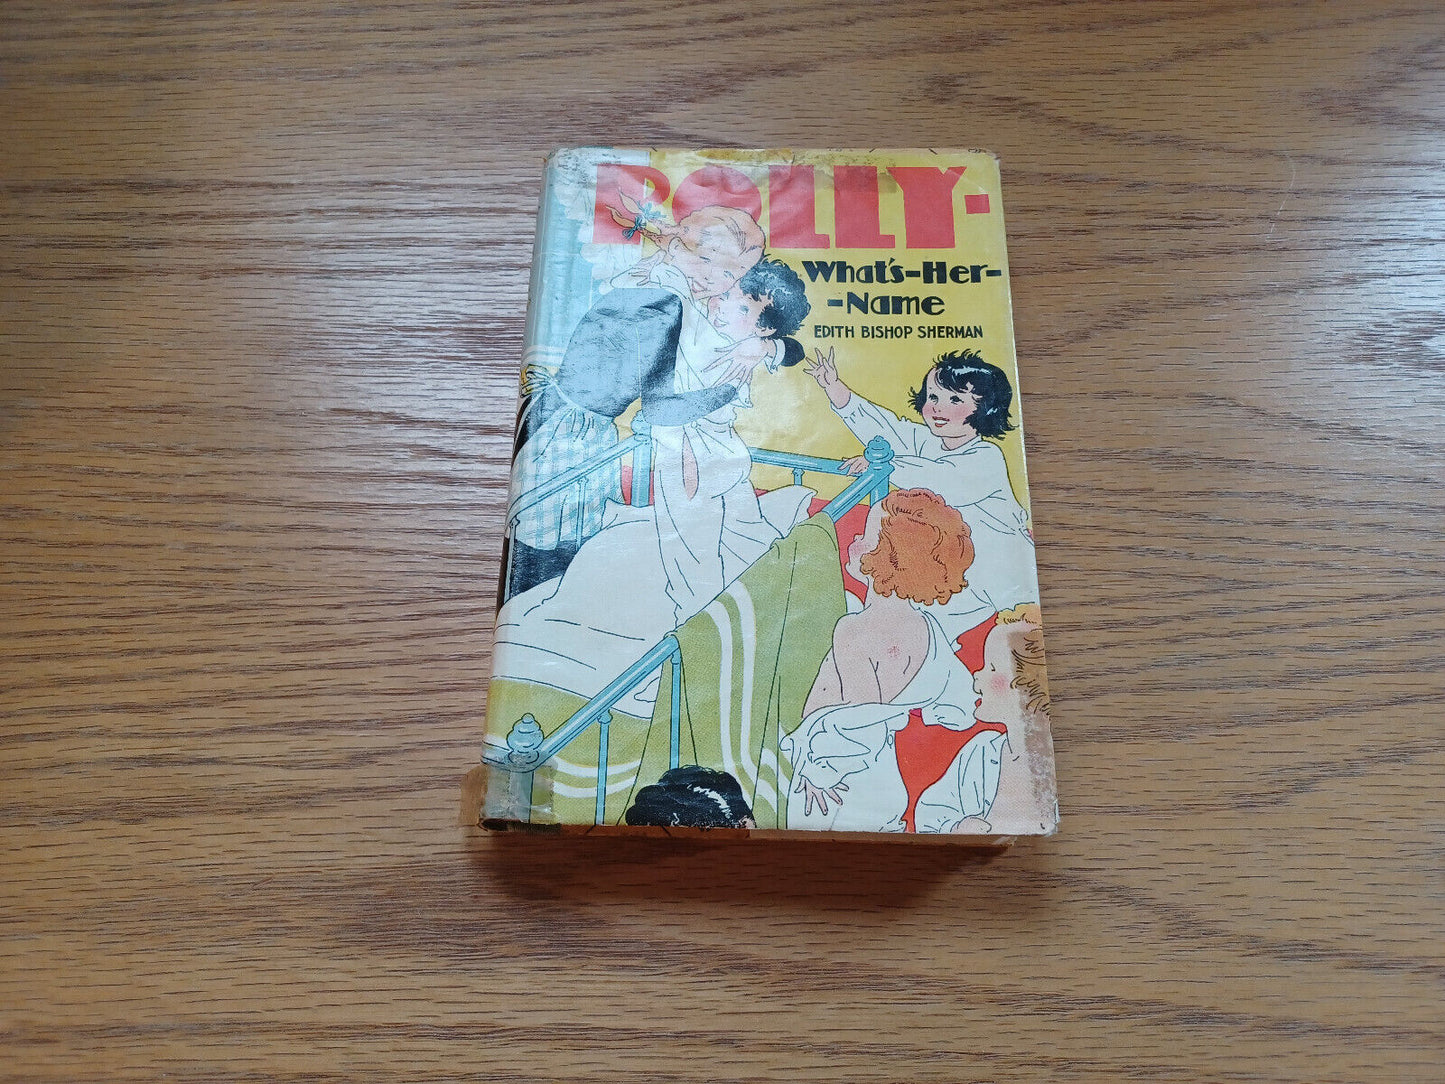 POLLY-
What's-Her-
-Name
EDITH BISHOP SHERMAN